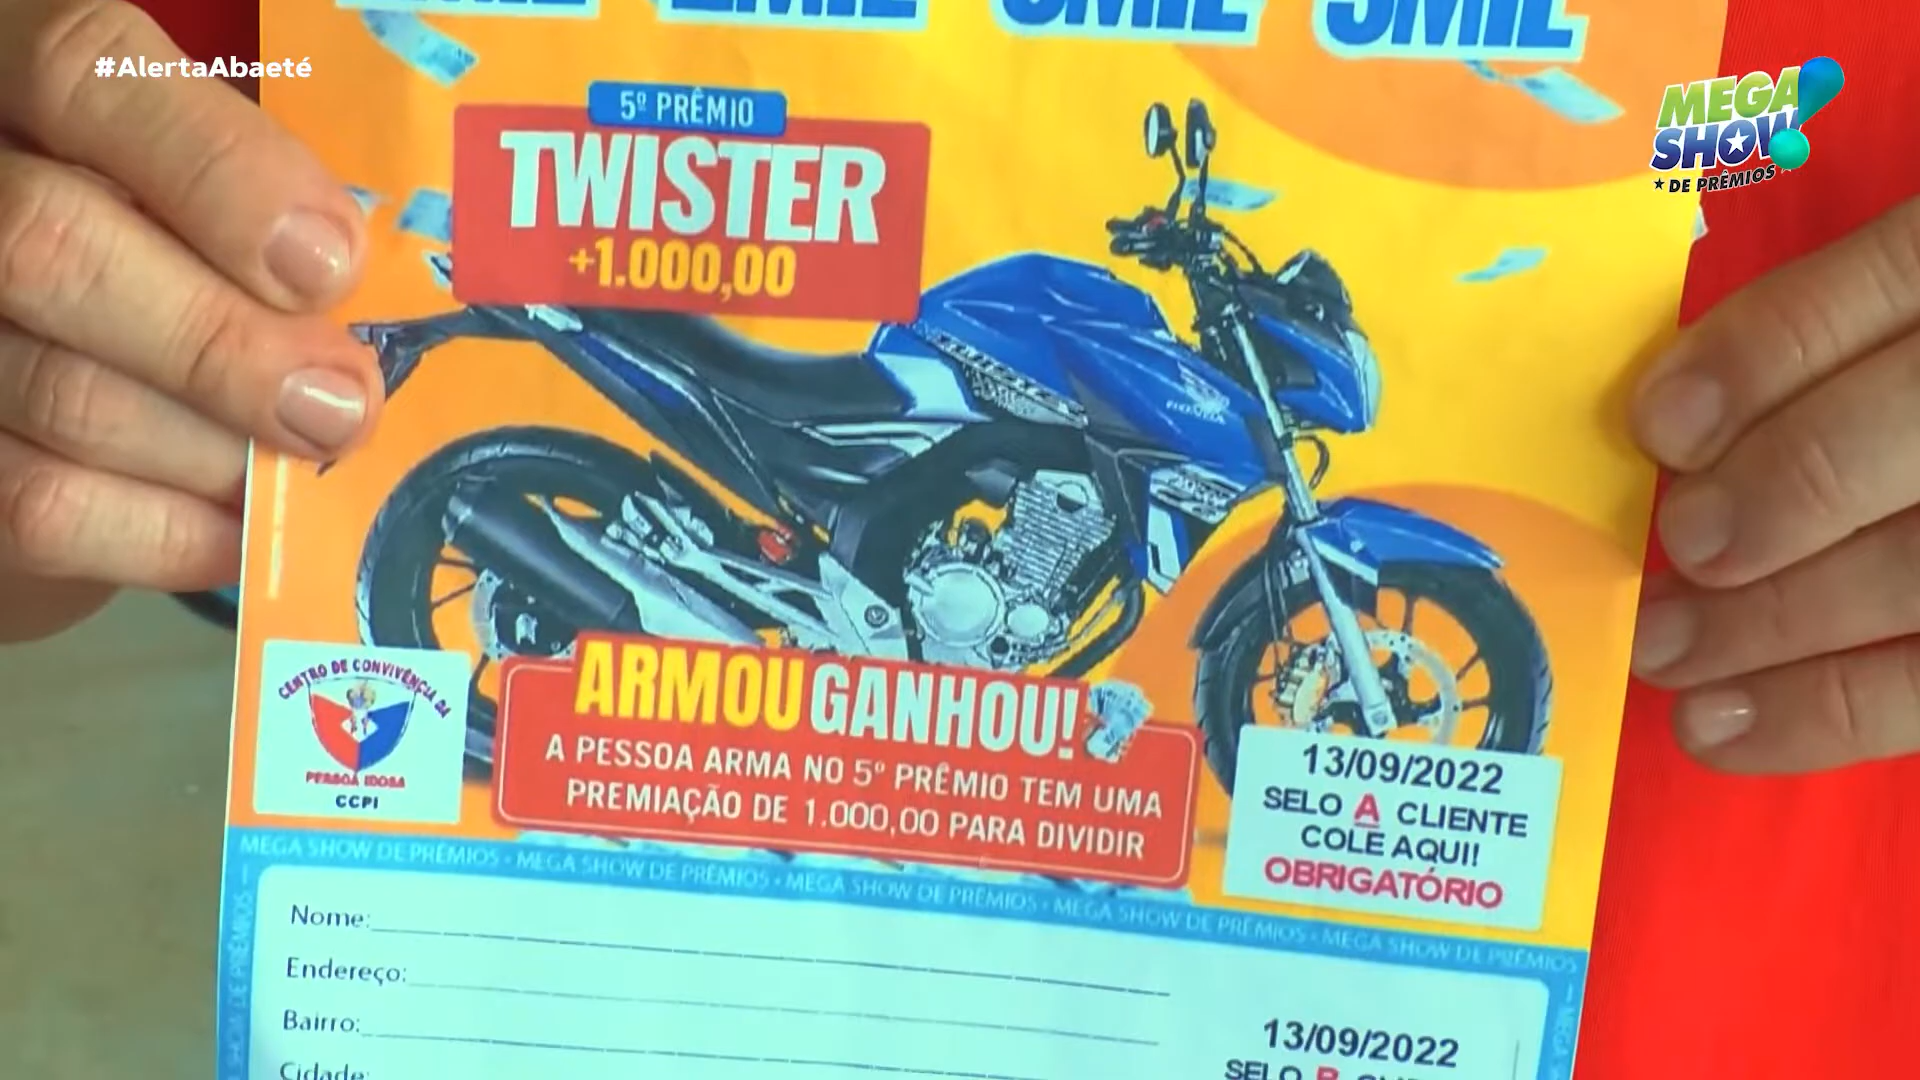 #AlertaAbaeté
MEGA
SHOW!
DE PRÊMIOS
3MIL
5º PRÊMIO
TWISTER
+1.000,00
HONDA
CENTRO DE CONVIVÊNCIA DA
PESSOA IDOSA
CCPI
ARMOU GANHOU!
A PESSOA ARMA NO 5º PRÊMIO TEM UMA
PREMIAÇÃO DE 1.000,00 PARA DIVIDIR
13/09/2022
SELO A CLIENTE
COLE AQUI!
OBRIGATÓRIO
MEGA SHOW DE PRÊMIOS • MEGA SHOW DE PRÊMIOS • MEGA SHOW DE PRÊMIOS • MEGA SHOW DE PRÊMIOS • MEGA SHOW DE PRÊMIOS
Nome:
Endereço:
Bairro:
Cidade:
13/09/2022
SELO B